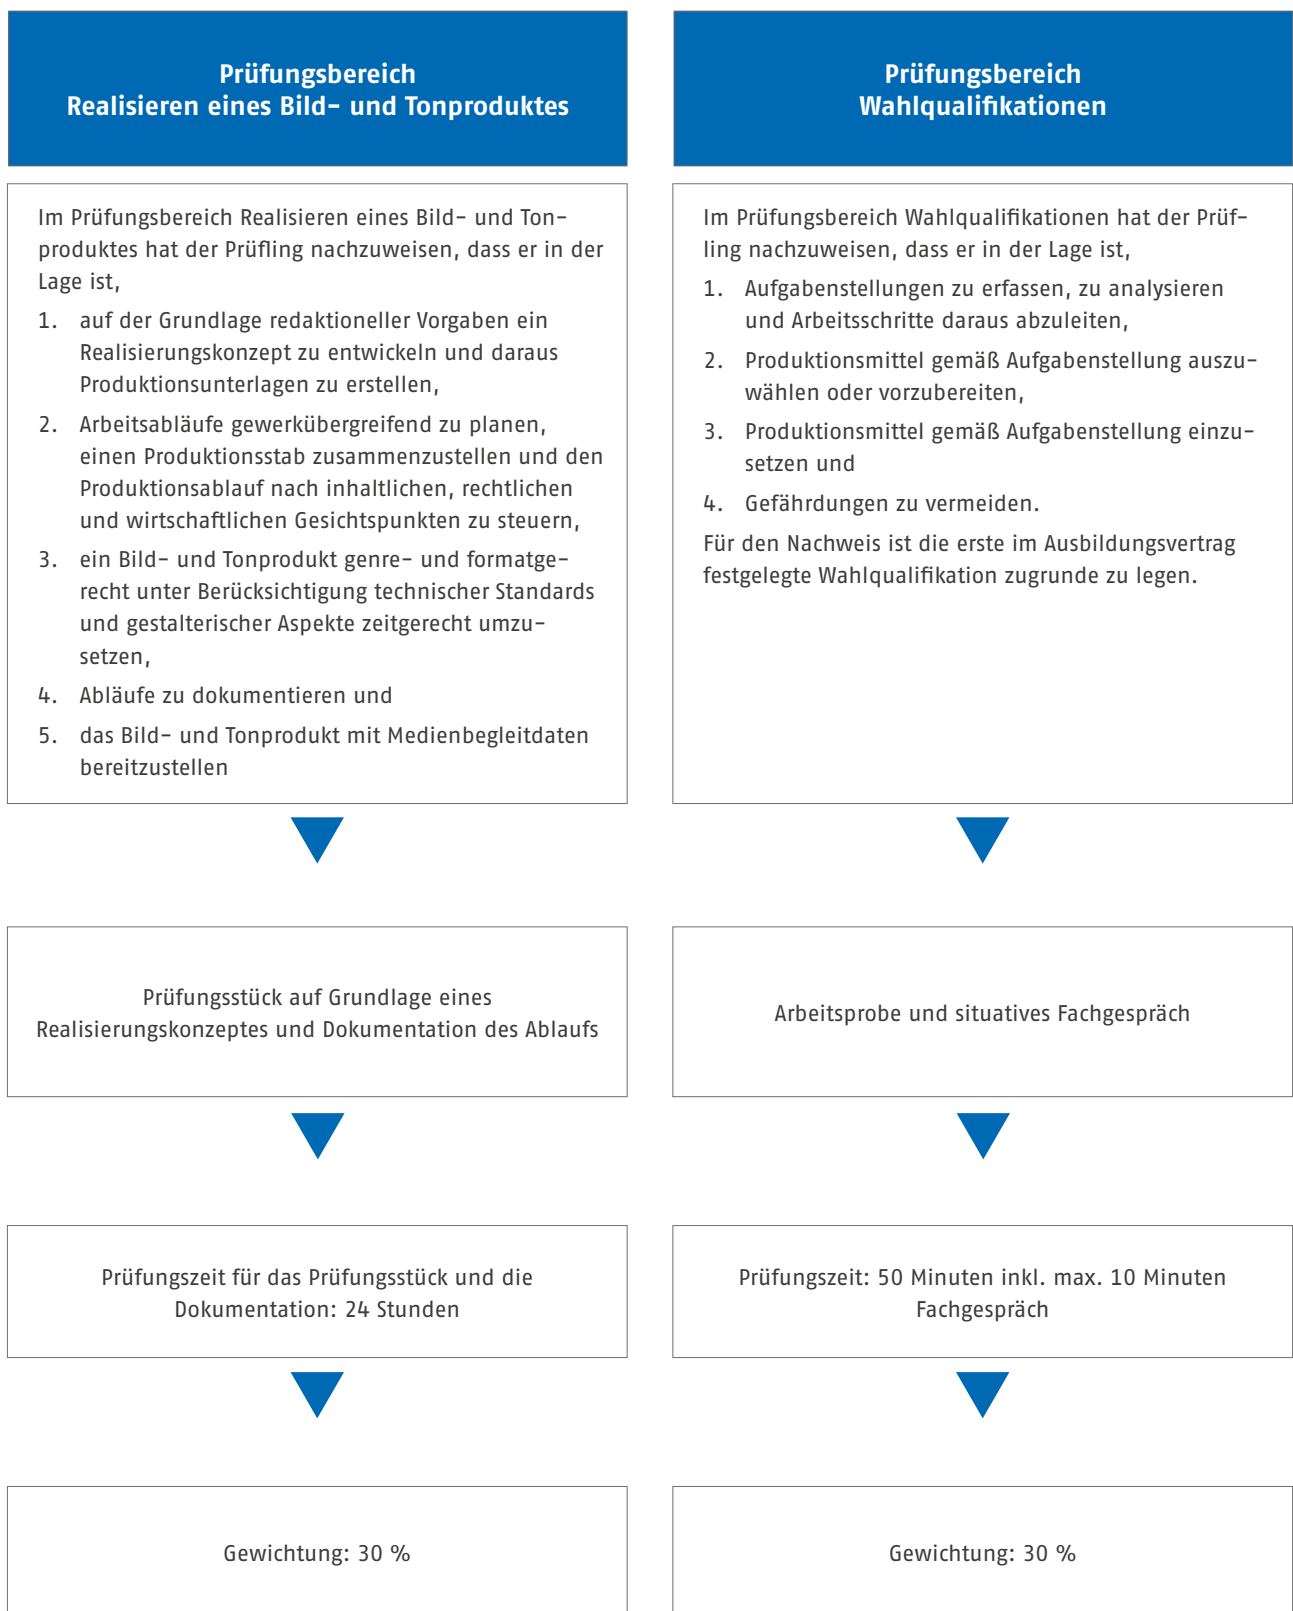 Prüfungsbereich
Realisieren eines Bild- und Tonproduktes
Im Prüfungsbereich Realisieren eines Bild- und Ton-
produktes hat der Prüfling nachzuweisen, dass er in der
Lage ist,
1. auf der Grundlage redaktioneller Vorgaben ein
Realisierungskonzept zu entwickeln und daraus
Produktionsunterlagen zu erstellen,
2. Arbeitsabläufe gewerkübergreifend zu planen,
einen Produktionsstab zusammenzustellen und den
Produktionsablauf nach inhaltlichen, rechtlichen
und wirtschaftlichen Gesichtspunkten zu steuern,
3. ein Bild- und Tonprodukt genre- und formatge-
recht unter Berücksichtigung technischer Standards
und gestalterischer Aspekte zeitgerecht umzu-
setzen,
4. Abläufe zu dokumentieren und
5. das Bild- und Tonprodukt mit Medienbegleitdaten
bereitzustellen
Prüfungsstück auf Grundlage eines
Realisierungskonzeptes und Dokumentation des Ablaufs
Prüfungszeit für das Prüfungsstück und die
Dokumentation: 24 Stunden
Gewichtung: 30 %
Prüfungsbereich
Wahlqualifikationen
Im Prüfungsbereich Wahlqualifikationen hat der Prüf-
ling nachzuweisen, dass er in der Lage ist,
1. Aufgabenstellungen zu erfassen, zu analysieren
und Arbeitsschritte daraus abzuleiten,
2. Produktionsmittel gemäß Aufgabenstellung auszu-
wählen oder vorzubereiten,
3. Produktionsmittel gemäß Aufgabenstellung einzu-
setzen und
4. Gefährdungen zu vermeiden.
Für den Nachweis ist die erste im Ausbildungsvertrag
festgelegte Wahlqualifikation zugrunde zu legen.
Arbeitsprobe und situatives Fachgespräch
Prüfungszeit: 50 Minuten inkl. max. 10 Minuten
Fachgespräch
Gewichtung: 30 %